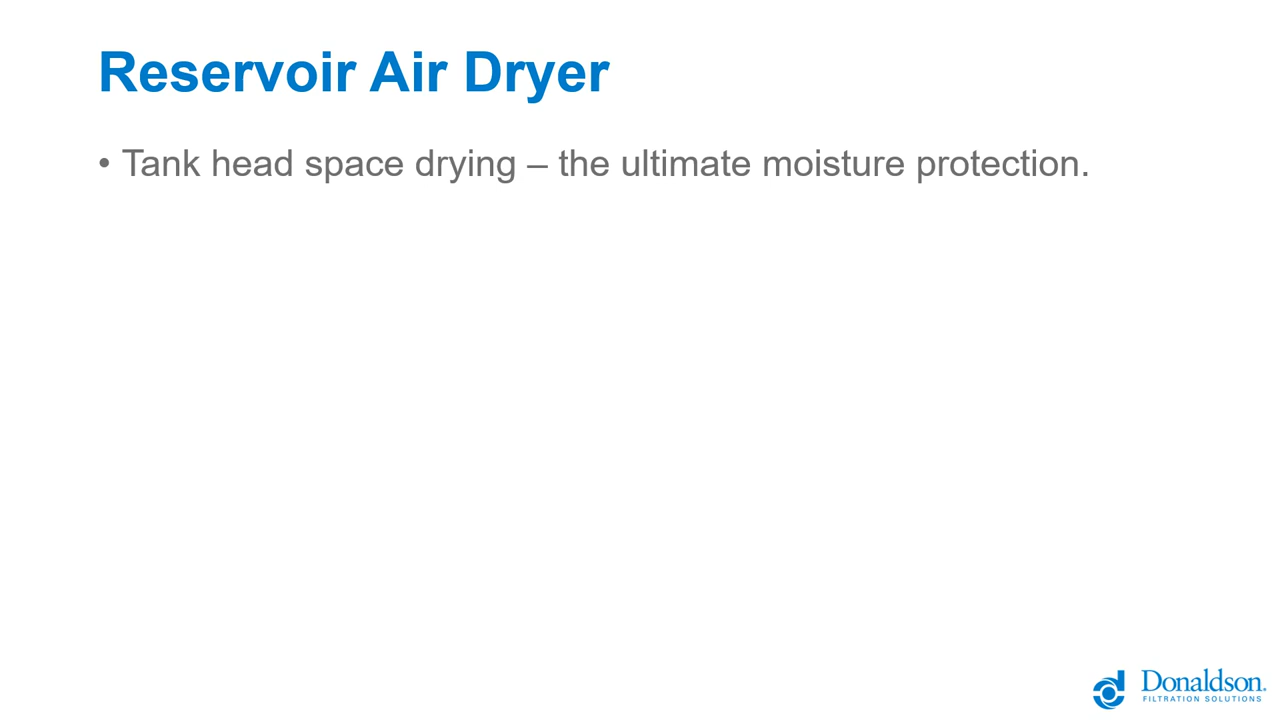 Reservoir Air Dryer
• Tank head space drying – the ultimate moisture protection.
Donaldson.
FILTRATION SOLUTIONS